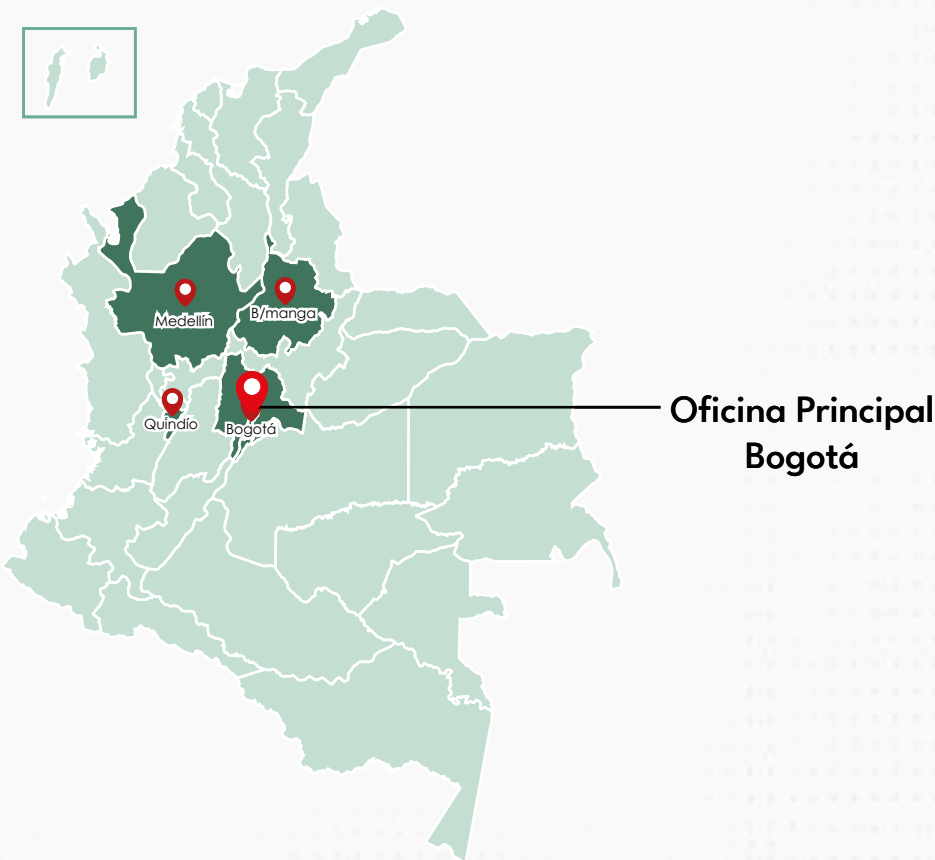 Medellín
B/manga
Quindío
Bogotá
Oficina Principal
Bogotá